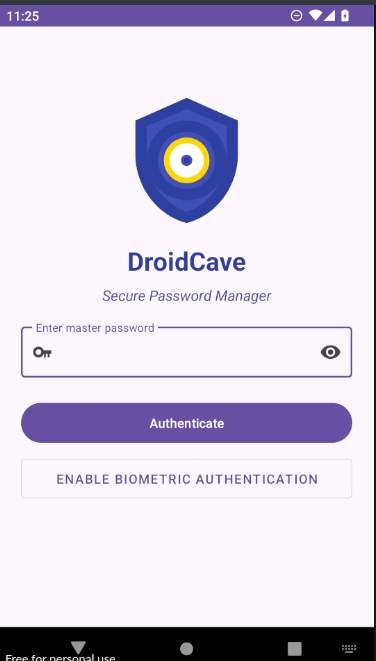 11:25
DroidCave
Secure Password Manager
Enter master password
Authenticate
ENABLE BIOMETRIC AUTHENTICATION
Free for personal use